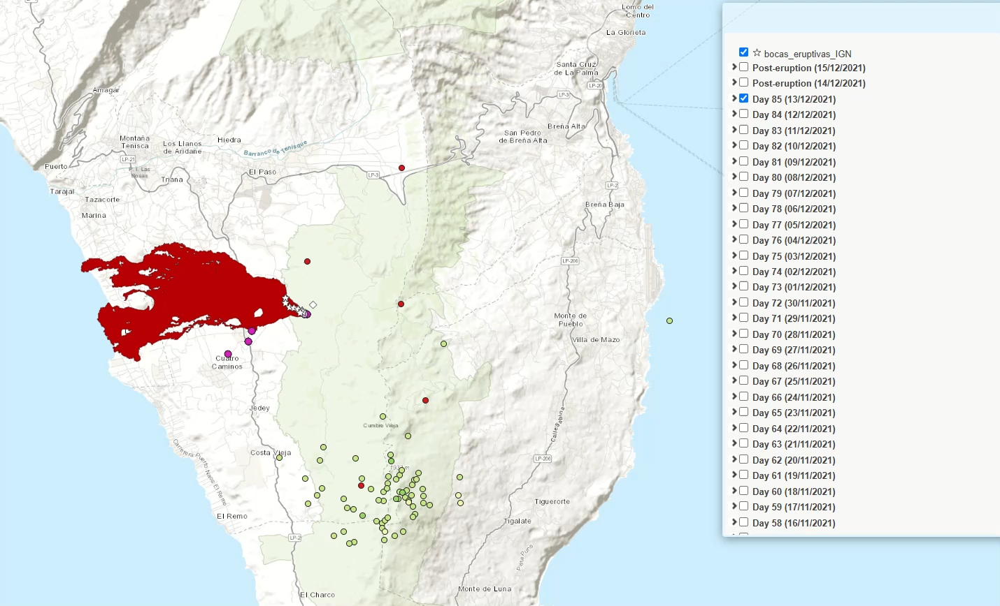 Lomo del
Centro
La Glorieta
Santa Cruz
de La Palma
LP-20
LP-3
Amagar
Breña Alta
San Pedro
de Breña Alta
Montaña
Tenisca
Los Llanos
de Aridane
Hiedra
Barranco de Tenisque
LP-21
Puerto
P. I. Las
Rosas
El Paso
LP-3
Triana
LP-2
Tarajal
Tazacorte
Breña Baja
Marina
LP-206
Monte de
Pueblo
Villa de Mazo
Cuatro
Caminos
Jedey
Cumbre Vieja
Calle Sabina
Carretera Puerto Naos-El Remo
Costa Vieja
LP-206
1932 m
Tiguerorte
El Remo
Tigalate
LP-2
Pista Puns
Monte de Luna
El Charco
bocas_eruptivas_IGN
Post-eruption (15/12/2021)
Post-eruption (14/12/2021)
Day 85 (13/12/2021)
Day 84 (12/12/2021)
Day 83 (11/12/2021)
Day 82 (10/12/2021)
Day 81 (09/12/2021)
Day 80 (08/12/2021)
Day 79 (07/12/2021)
Day 78 (06/12/2021)
Day 77 (05/12/2021)
Day 76 (04/12/2021)
Day 75 (03/12/2021)
Day 74 (02/12/2021)
Day 73 (01/12/2021)
Day 72 (30/11/2021)
Day 71 (29/11/2021)
Day 70 (28/11/2021)
Day 69 (27/11/2021)
Day 68 (26/11/2021)
Day 67 (25/11/2021)
Day 66 (24/11/2021)
Day 65 (23/11/2021)
Day 64 (22/11/2021)
Day 63 (21/11/2021)
Day 62 (20/11/2021)
Day 61 (19/11/2021)
Day 60 (18/11/2021)
Day 59 (17/11/2021)
Day 58 (16/11/2021)